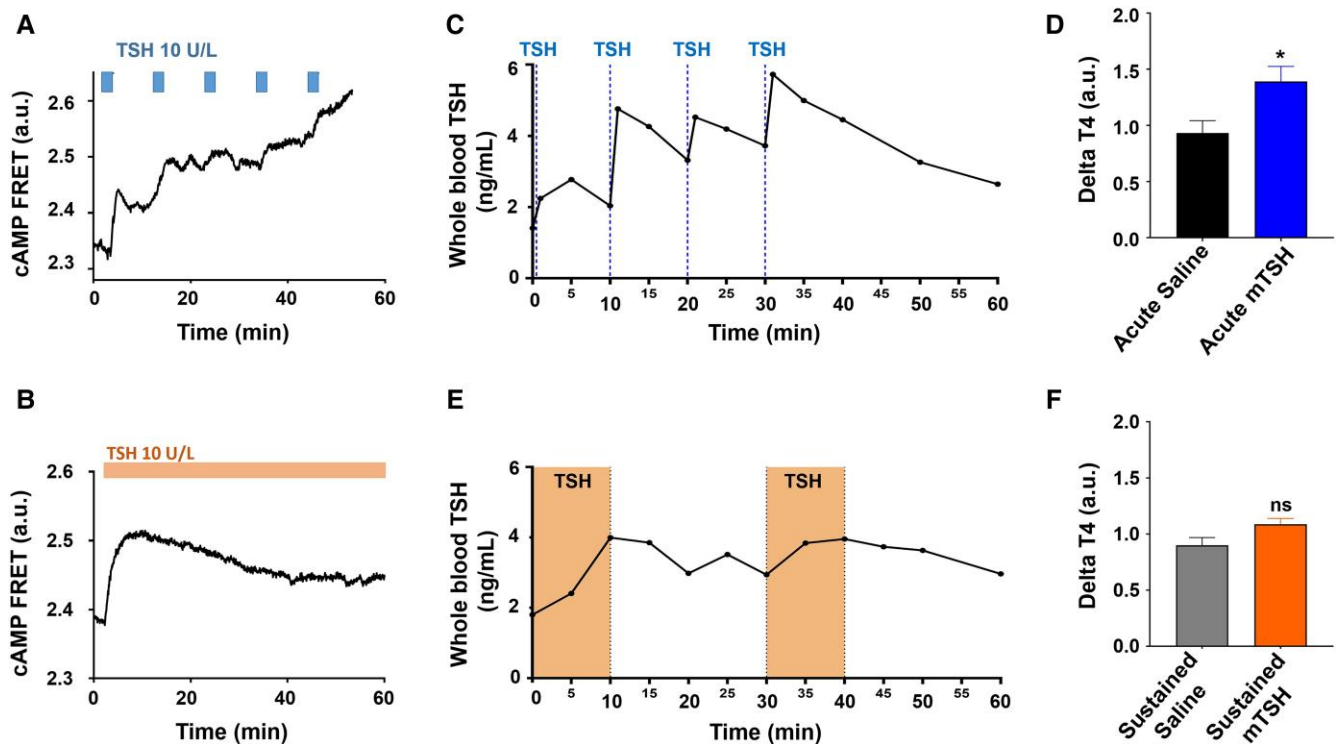 A
TSH 10 U/L
cAMP FRET (a.u.)
2.6
2.5
2.4
2.3
0 20 40 60
Time (min)
C
TSH TSH TSH TSH
Whole blood TSH
(ng/mL)
6
4
2
0
0 5 10 15 20 25 30 35 40 45 50 55 60
Time (min)
D
Delta T4 (a.u.)
2.0
1.5
1.0
0.5
0.0
*
Acute Saline
Acute mTSH
B
TSH 10 U/L
cAMP FRET (a.u.)
2.6
2.5
2.4
2.3
0 20 40 60
Time (min)
E
TSH TSH
Whole blood TSH
(ng/mL)
6
4
2
0
0 5 10 15 20 25 30 35 40 45 50 55 60
Time (min)
F
Delta T4 (a.u.)
2.0
1.5
1.0
0.5
0.0
ns
Sustained
Saline
Sustained
mTSH